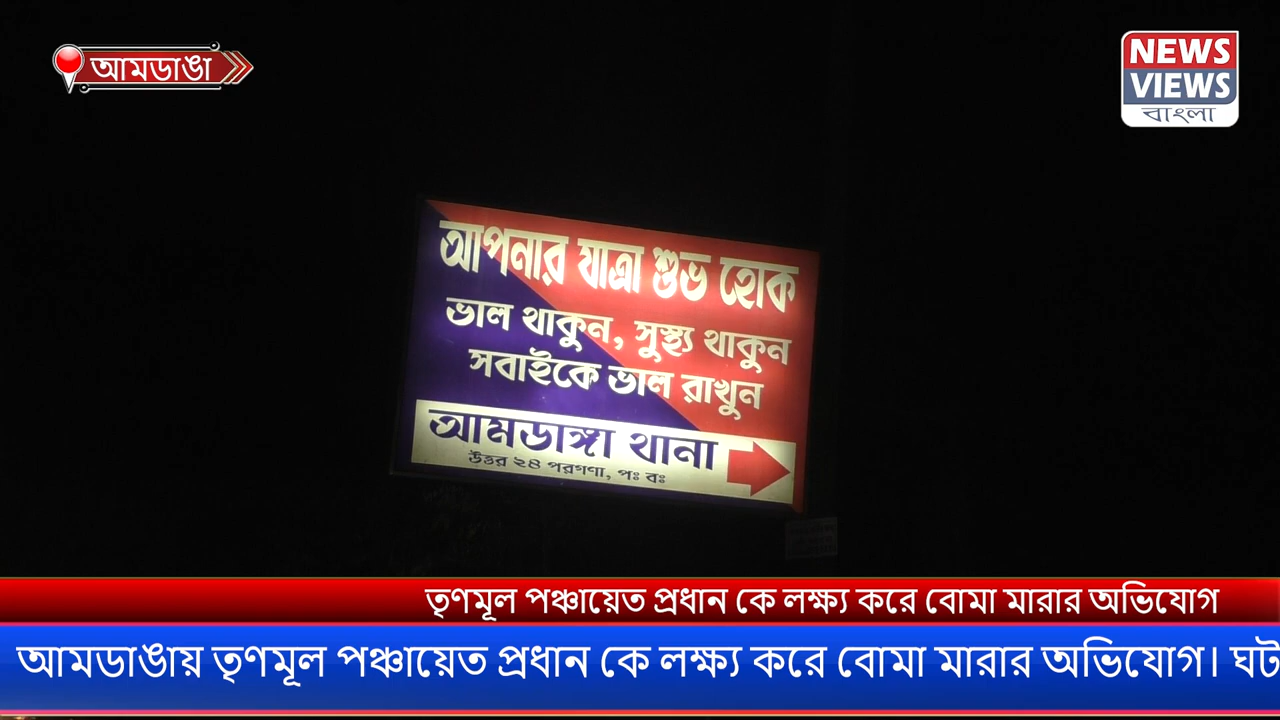 আমডাঙা
NEWS
VIEWS
বাংলা
আপনার যাত্রা শুভ হোক
ভাল থাকুন, সুস্থ্য থাকুন
সবাইকে ভাল রাখুন
আমডাঙ্গা থানা
উত্তর ২৪ পরগণা, পঃ বঃ
তৃণমূল পঞ্চায়েত প্রধান কে লক্ষ্য করে বোমা মারার অভিযোগ
আমডাঙায় তৃণমূল পঞ্চায়েত প্রধান কে লক্ষ্য করে বোমা মারার অভিযোগ। ঘট